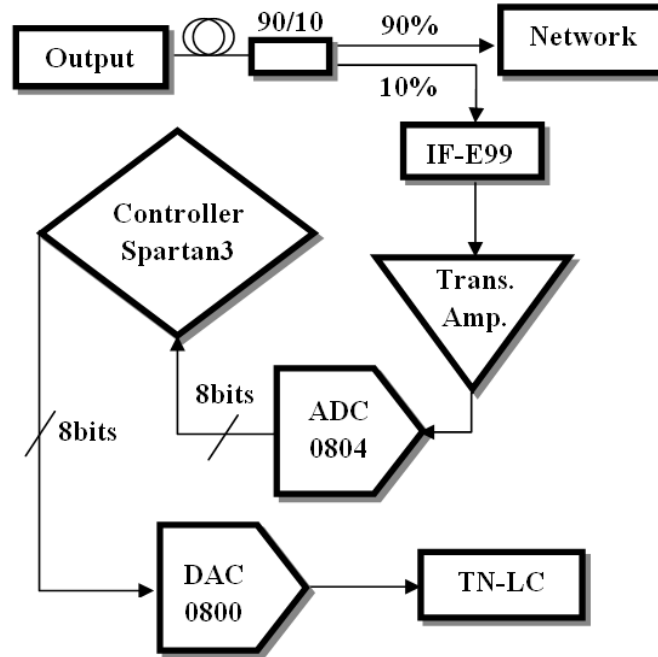 Output
90/10
90%
Network
10%
IF-E99
Controller
Spartan3
Trans.
Amp.
8bits
ADC
0804
8bits
DAC
0800
TN-LC